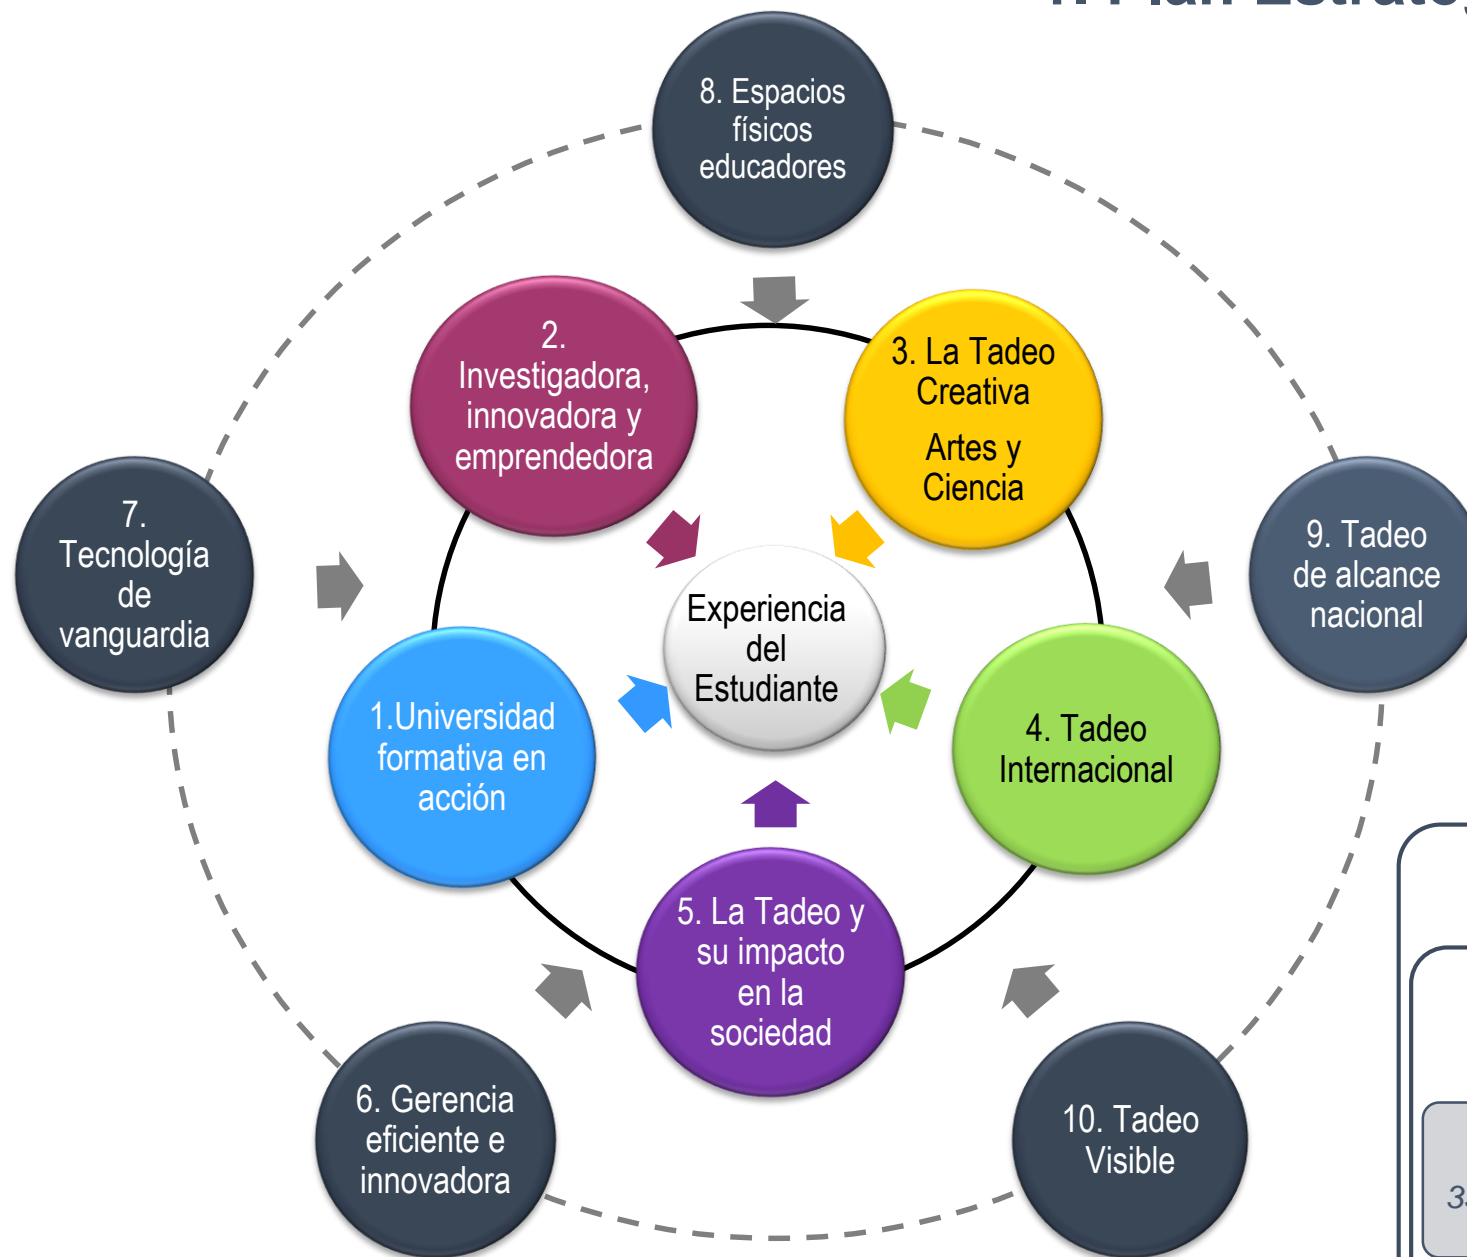 8. Espacios
físicos
educadores
2.
Investigadora,
innovadora y
emprendedora
3. La Tadeo
Creativa
Artes y
Ciencia
7.
Tecnología
de
vanguardia
9. Tadeo
de alcance
nacional
Experiencia
del
Estudiante
1.Universidad
formativa en
acción
4. Tadeo
Internacional
5. La Tadeo y
su impacto
en la
sociedad
6. Gerencia
eficiente e
innovadora
10. Tadeo
Visible